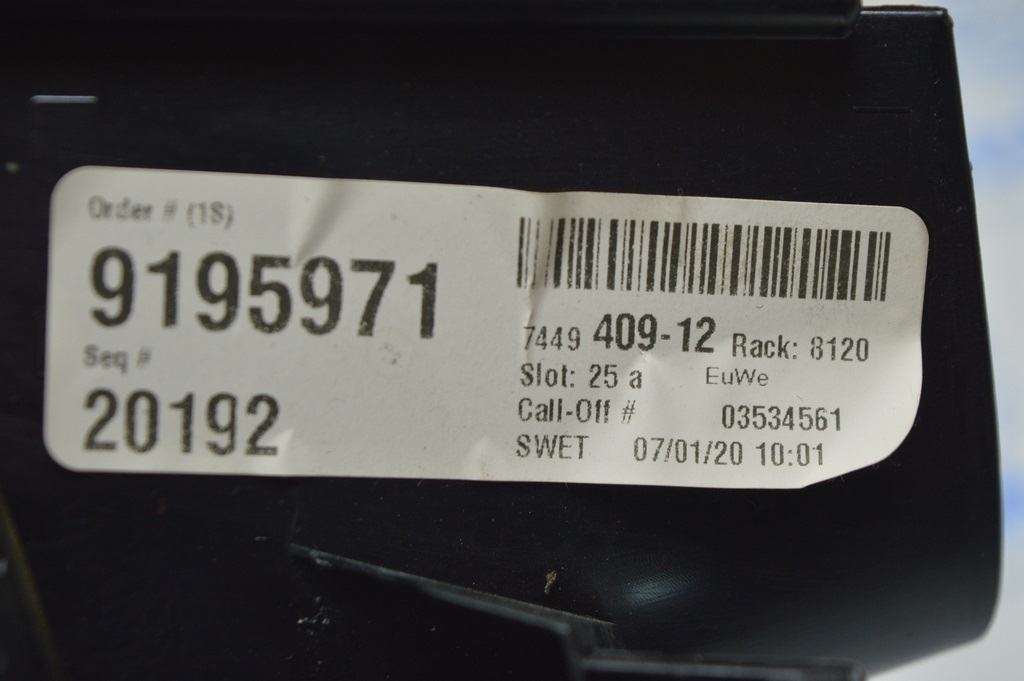 Order # (1S)
9195971
Seq #
20192
7449 409-12 Rack: 8120
Slot: 25 a EuWe
Call-Off # 03534561
SWET 07/01/20 10:01